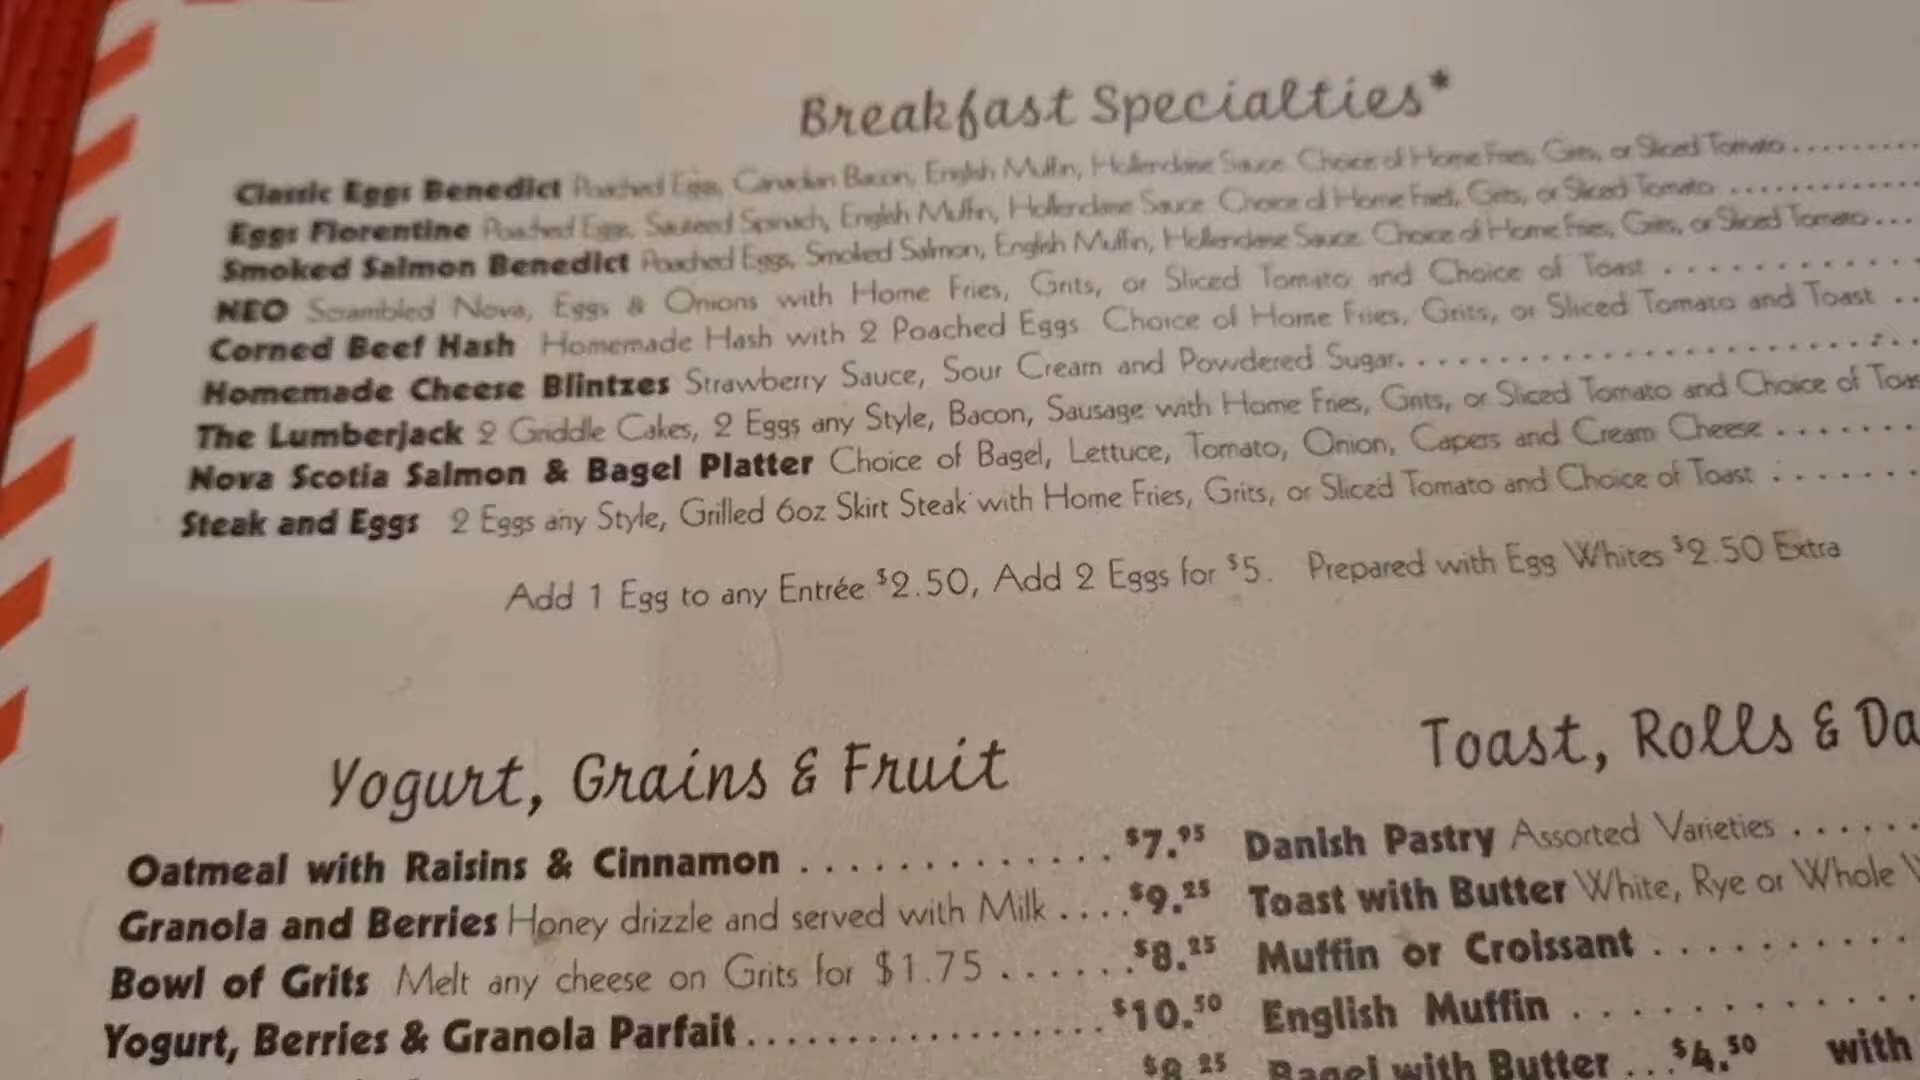 Breakfast Specialties*
Classic Eggs Benedict Poached Eggs, Canadian Bacon, English Muffin, Hollendaise Sauce Choice of Home Fries, Grits, or Sliced Tomato..........
Eggs Florentine Poached Eggs, Sauteed Spinach, English Muffin, Hollendaise Sauce Choice of Home Fries, Grits, or Sliced Tomato ..............
Smoked Salmon Benedict Poached Eggs, Smoked Salmon, English Muffin, Hollendaise Sauce Choice of Home Fries, Grits, or Sliced Tomato...
NEO Scrambled Nova, Eggs & Onions with Home Fries, Grits, or Sliced Tomato and Choice of Toast ............
Corned Beef Hash Homemade Hash with 2 Poached Eggs Choice of Home Fries, Grits, or Sliced Tomato and Toast ..
Homemade Cheese Blintzes Strawberry Sauce, Sour Cream and Powdered Sugar..........................
The Lumberjack 2 Griddle Cakes, 2 Eggs any Style, Bacon, Sausage with Home Fries, Grits, or Sliced Tomato and Choice of
Nova Scotia Salmon & Bagel Platter Choice of Bagel, Lettuce, Tomato, Onion, Capers and Cream Cheese .......
Steak and Eggs 2 Eggs any Style, Grilled 6oz Skirt Steak with Home Fries, Grits, or Sliced Tomato and Choice of Toast .......
Add 1 Egg to any Entrée $2.50, Add 2 Eggs for $5. Prepared with Egg Whites $2.50 Extra
Yogurt, Grains & Fruit
Oatmeal with Raisins & Cinnamon ............. $7.95
Granola and Berries Honey drizzle and served with Milk ....$9.25
Bowl of Grits Melt any cheese on Grits for $1.75 ......$8.25
Yogurt, Berries & Granola Parfait................$10.50
$8.25
Toast, Rolls &
Danish Pastry Assorted Varieties ......
Toast with Butter White, Rye or Whole
Muffin or Croissant ..........
English Muffin .............
Bagel with Butter ...$4.50 with